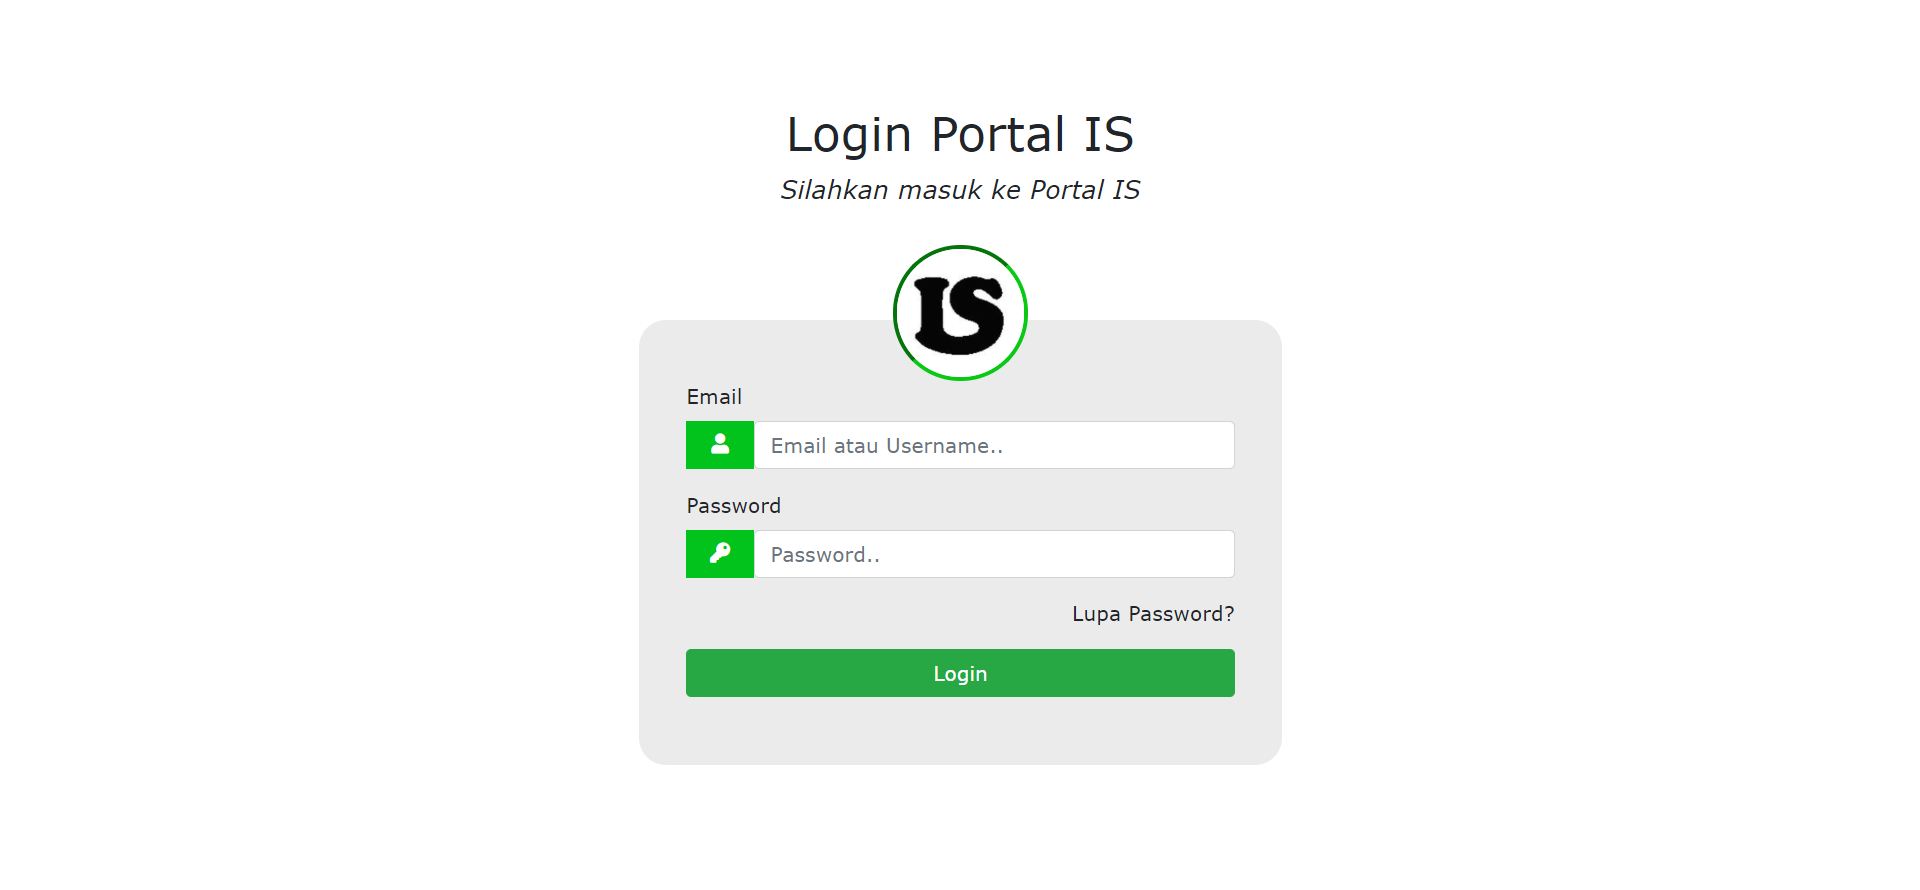 Login Portal IS
Silahkan masuk ke Portal IS
IS
Email
Email atau Username..
Password
Password..
Lupa Password?
Login